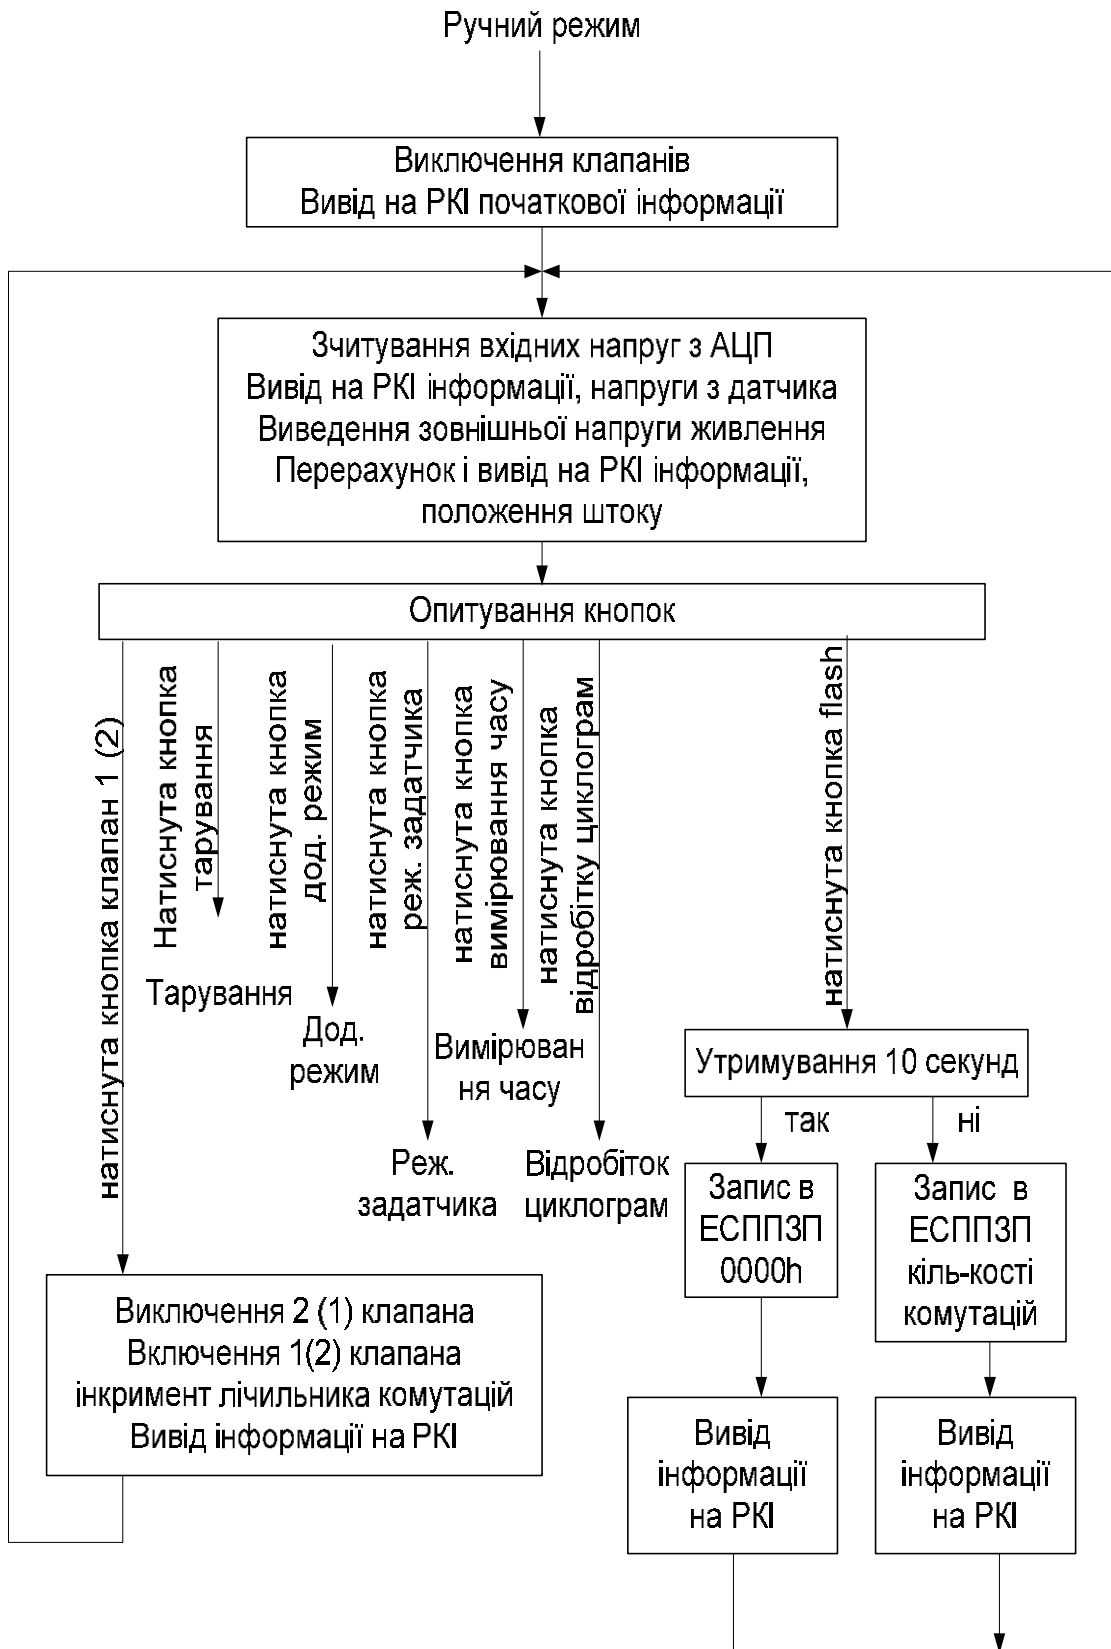 Ручний режим
Виключення клапанів
Вивід на РКІ початкової інформації
Зчитування вхідних напруг з АЦП
Вивід на РКІ інформації, напруги з датчика
Виведення зовнішньої напруги живлення
Перерахунок і вивід на РКІ інформації,
положення штоку
Опитування кнопок
натиснута кнопка клапан 1 (2)
Натиснута кнопка
тарування
натиснута кнопка
дод. режим
натиснута кнопка
реж. задатчика
натиснута кнопка
вимірювання часу
натиснута кнопка
відробітку циклограм
натиснута кнопка flash
Тарування
Дод.
режим
Вимірюван
ня часу
Реж.
задатчика
Відробіток
циклограм
Утримування 10 секунд
так
ні
Запис в
ЕСППЗП
0000h
Запис в
ЕСППЗП
кіль-кості
комутацій
Виключення 2 (1) клапана
Включення 1(2) клапана
інкримент лічильника комутацій
Вивід інформації на РКІ
Вивід
інформації
на РКІ
Вивід
інформації
на РКІ